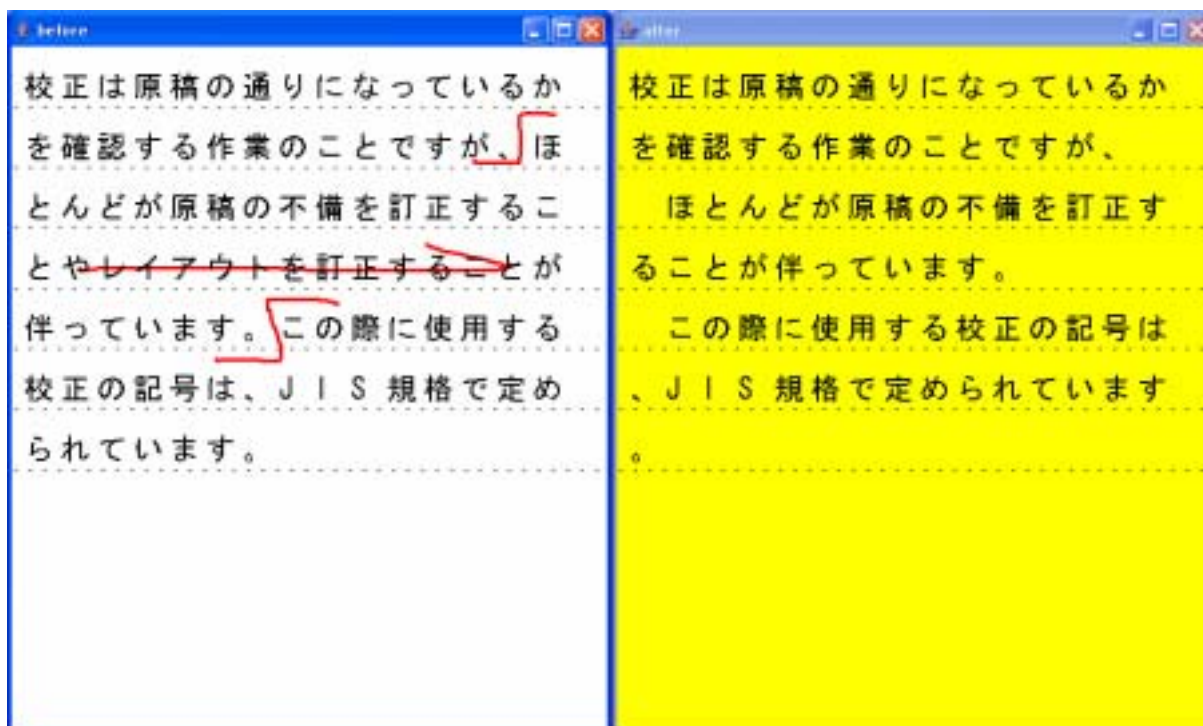 before
校正は原稿の通りになっているか
を確認する作業のことですが、ほ
とんどが原稿の不備を訂正するこ
とやレイアウトを訂正することが
伴っています。この際に使用する
校正の記号は、JIS規格で定め
られています。
after
校正は原稿の通りになっているか
を確認する作業のことですが、
ほとんどが原稿の不備を訂正す
ることが伴っています。
この際に使用する校正の記号は
、JIS規格で定められています
。